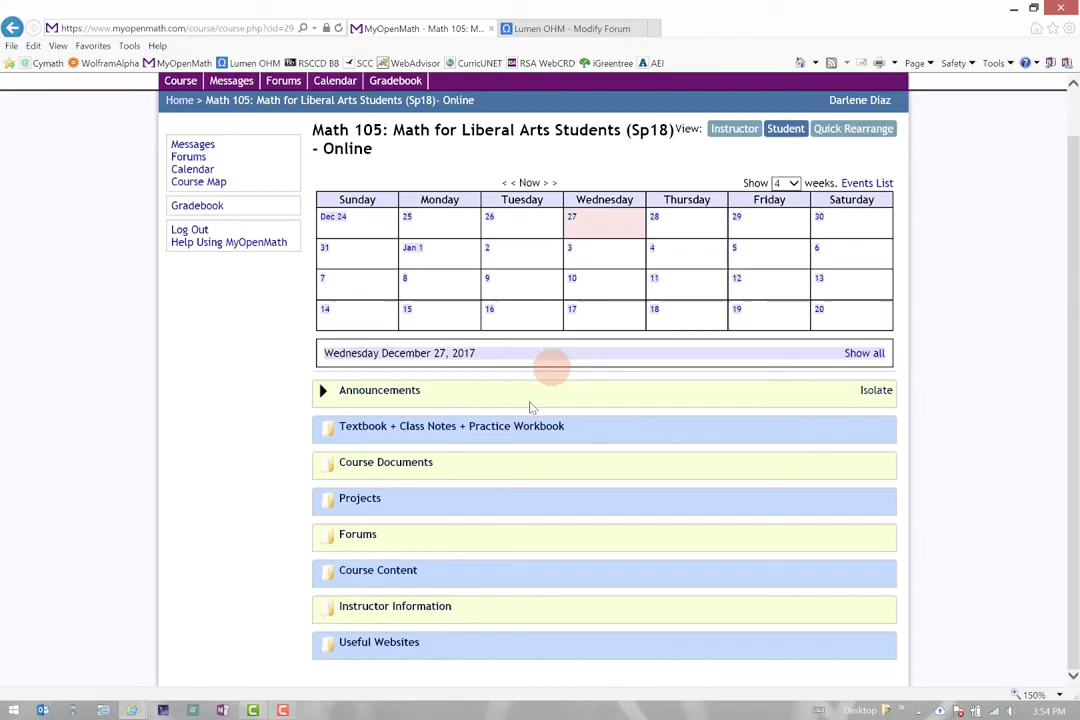 https://www.myopenmath.com/course/course.php?cid=29
MyOpenMath - Math 105: M...
Lumen OHM - Modify Forum
File Edit View Favorites Tools Help
Cymath WolframAlpha MyOpenMath Lumen OHM RSCCD BB SCC WebAdvisor CurricUNET RSA WebCRD iGreentree AEI
Page Safety Tools
Course Messages Forums Calendar Gradebook
Home > Math 105: Math for Liberal Arts Students (Sp18)- Online
Darlene Diaz
Messages
Forums
Calendar
Course Map
Gradebook
Log Out
Help Using MyOpenMath
Math 105: Math for Liberal Arts Students (Sp18)
- Online
View: Instructor Student Quick Rearrange
< < Now > >
Show 4 weeks. Events List
Sunday Monday Tuesday Wednesday Thursday Friday Saturday
Dec 24 25 26 27 28 29 30
31 Jan 1 2 3 4 5 6
7 8 9 10 11 12 13
14 15 16 17 18 19 20
Wednesday December 27, 2017 Show all
Announcements Isolate
Textbook + Class Notes + Practice Workbook
Course Documents
Projects
Forums
Course Content
Instructor Information
Useful Websites
150%
Desktop
3:54 PM